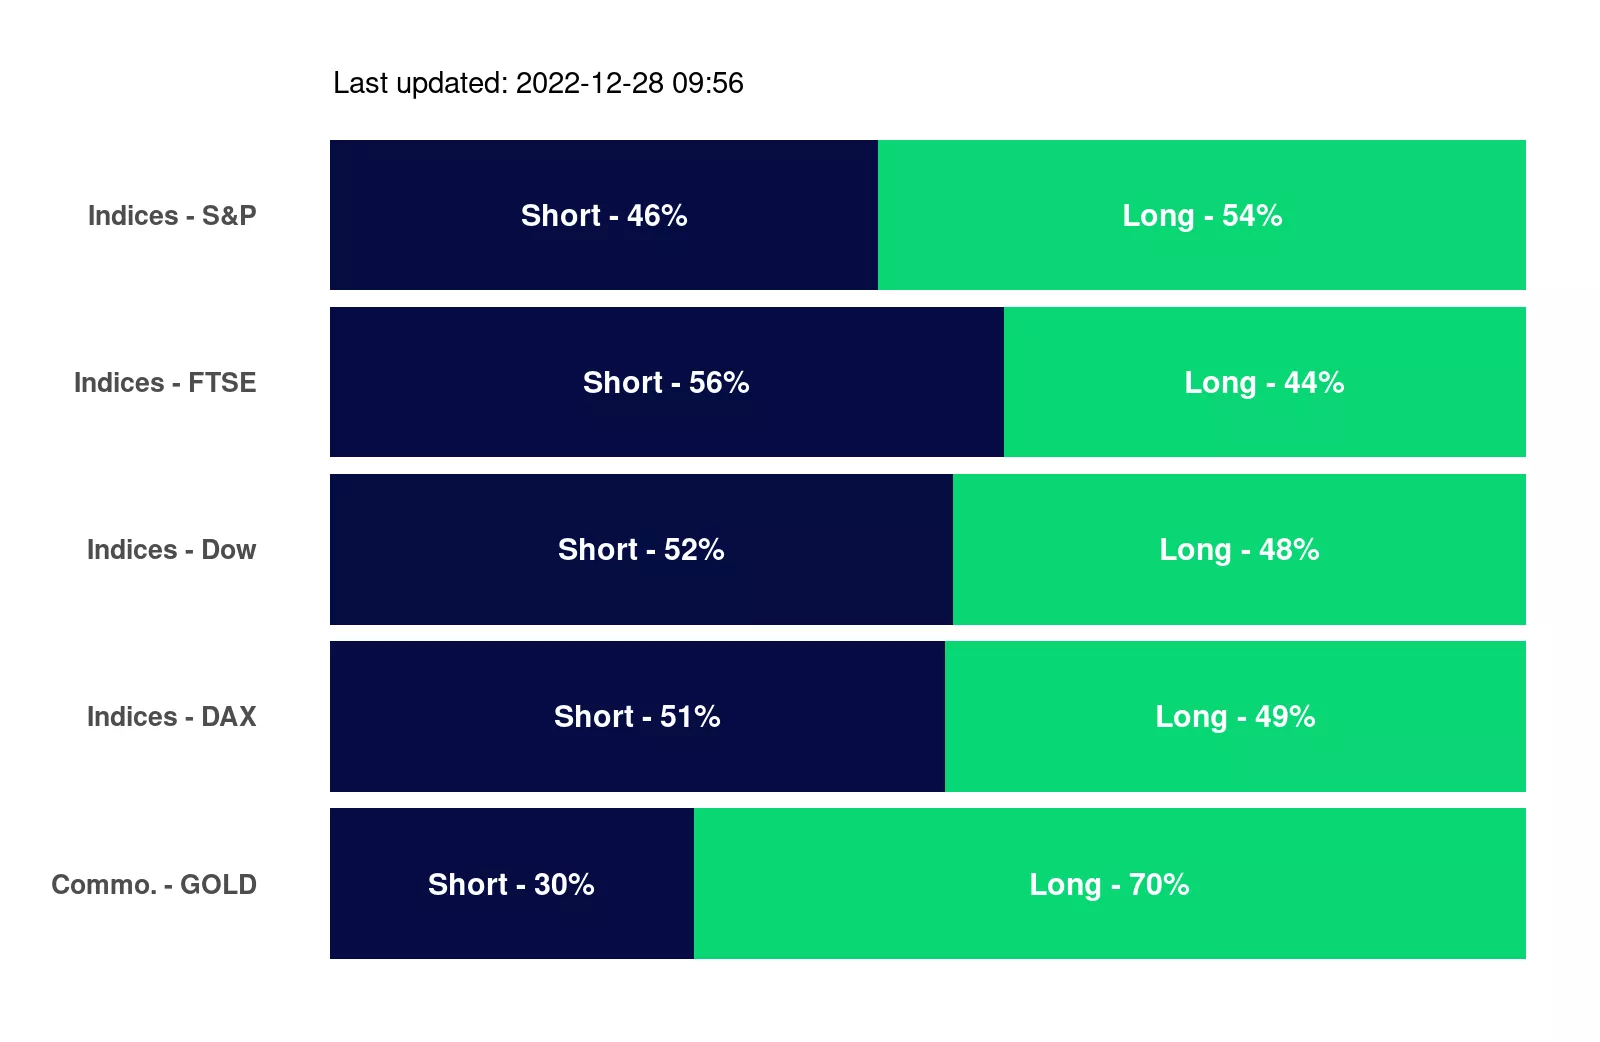 Last updated: 2022-12-28 09:56
Indices - S&P Short - 46% Long - 54%
Indices - FTSE Short - 56% Long - 44%
Indices - Dow Short - 52% Long - 48%
Indices - DAX Short - 51% Long - 49%
Commo. - GOLD Short - 30% Long - 70%